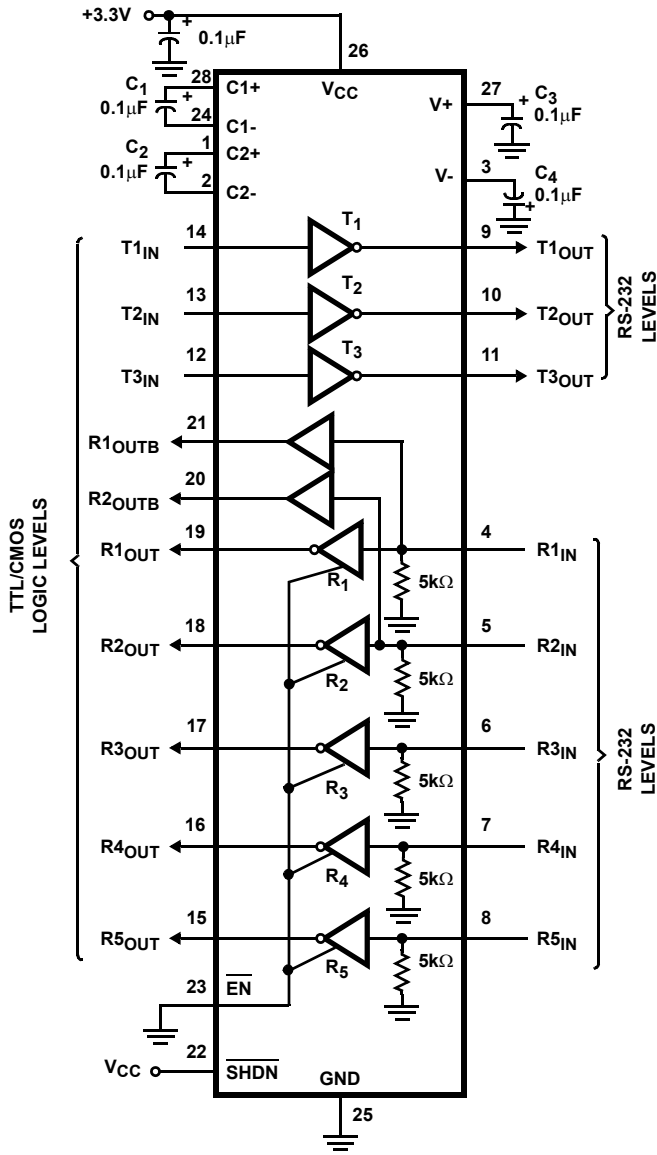 +3.3V
+
0.1μF
26
VCC
C1
0.1μF
+
28
C1+
24
C1-
C2
0.1μF
+
1
C2+
2
C2-
27
V+
+
C3
0.1μF
3
V-
C4
0.1μF
+
T1IN
14
T1
9
T1OUT
T2IN
13
T2
10
T2OUT
T3IN
12
T3
11
T3OUT
RS-232
LEVELS
R1OUTB
21
R2OUTB
20
R1OUT
19
R1
5kΩ
4
R1IN
R2OUT
18
R2
5kΩ
5
R2IN
R3OUT
17
R3
5kΩ
6
R3IN
R4OUT
16
R4
5kΩ
7
R4IN
R5OUT
15
R5
5kΩ
8
R5IN
TTL/CMOS
LOGIC LEVELS
RS-232
LEVELS
23
EN
22
VCC
SHDN
GND
25